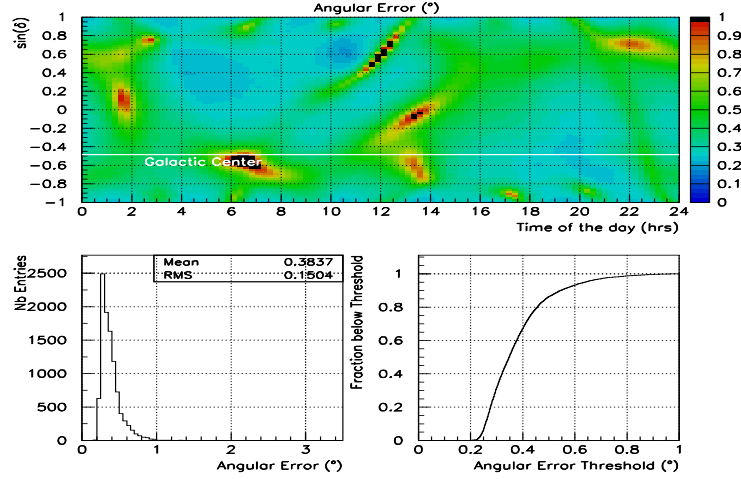 Angular Error (°)
sin(δ)
1
0.8
0.6
0.4
0.2
0
−0.2
−0.4
−0.6
−0.8
−1
Galactic Center
0 2 4 6 8 10 12 14 16 18 20 22 24
Time of the day (hrs)
1
0.9
0.8
0.7
0.6
0.5
0.4
0.3
0.2
0.1
0
Nb Entries
2500
2000
1500
1000
500
0
Mean 0.3837
RMS 0.1504
0 1 2 3
Angular Error (°)
Fraction below Threshold
1
0.8
0.6
0.4
0.2
0
0 0.2 0.4 0.6 0.8 1
Angular Error Threshold (°)